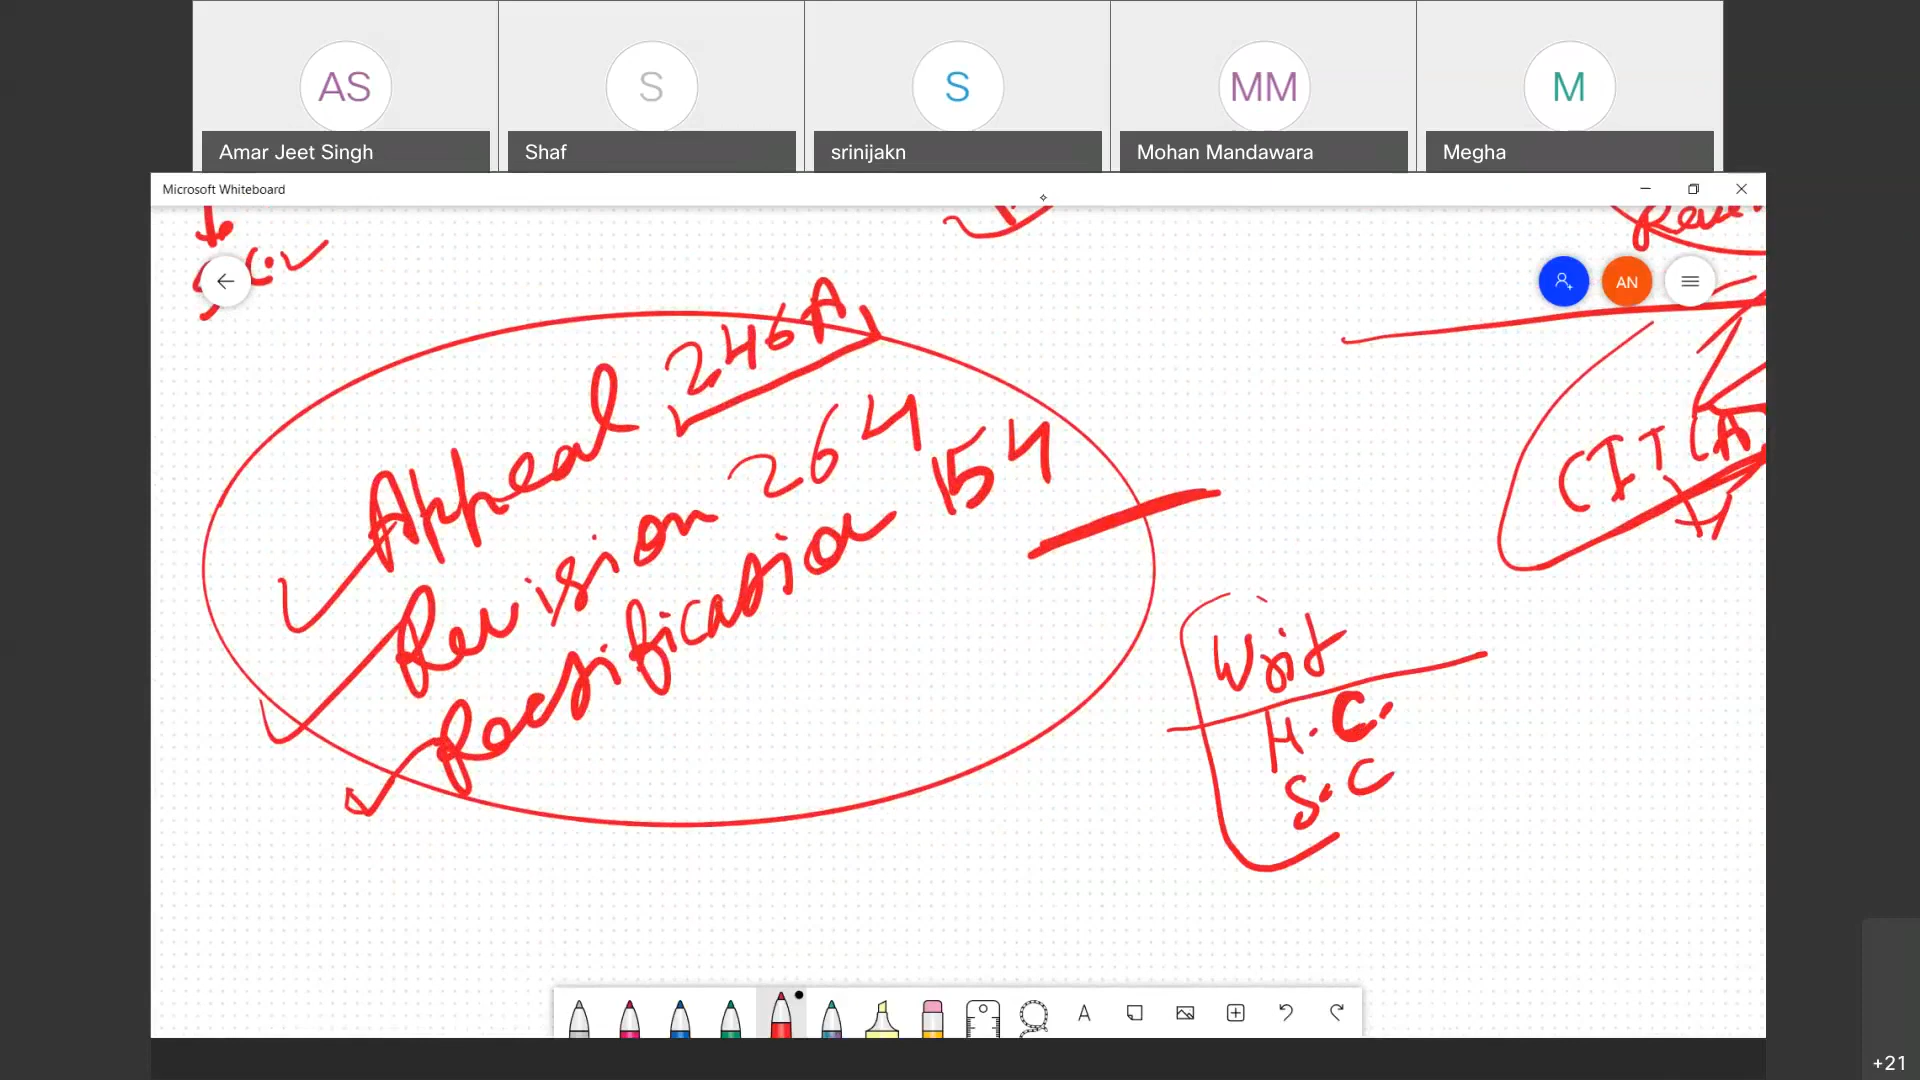 AS
S
S
MM
M
Amar Jeet Singh
Shaf
srinijakn
Mohan Mandawara
Megha
Microsoft Whiteboard
AN
Appeal 246A
Revision 264
Rectification 154
CIT (A)
Writ
H.C.
S.C
A
+21